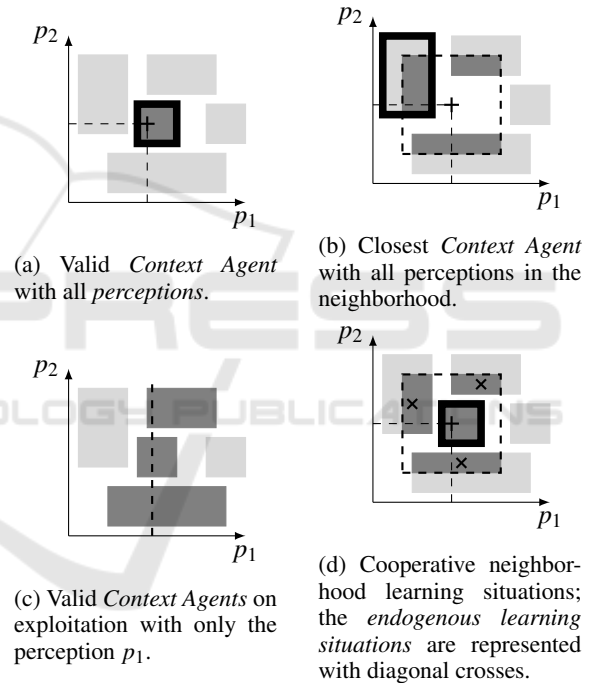 p2
p1
(a) Valid Context Agent
with all perceptions.
p2
p1
(b) Closest Context Agent
with all perceptions in the
neighborhood.
p2
p1
(c) Valid Context Agents on
exploitation with only the
perception p1.
p2
p1
(d) Cooperative neighbor-
hood learning situations;
the endogenous learning
situations are represented
with diagonal crosses.